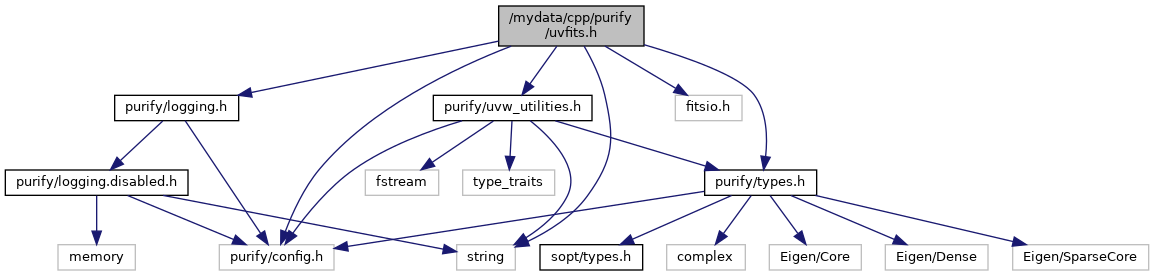 /mydata/cpp/purify
/uvfits.h
purify/logging.h
purify/uvw_utilities.h
fitsio.h
purify/logging.disabled.h
fstream
type_traits
purify/types.h
memory
purify/config.h
string
sopt/types.h
complex
Eigen/Core
Eigen/Dense
Eigen/SparseCore